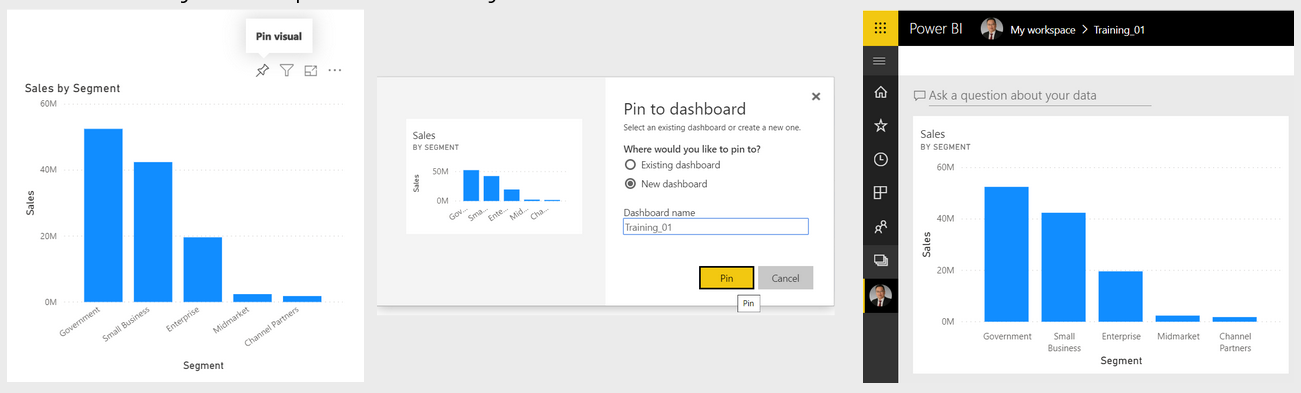 Pin visual
Sales by Segment
60M
40M
20M
0M
Sales
Government
Small Business
Enterprise
Midmarket
Channel Partners
Segment
Sales
BY SEGMENT
50M
0M
Sales
Gov...
Sma...
Ente...
Mid...
Cha...
Pin to dashboard
Select an existing dashboard or create a new one.
Where would you like to pin to?
Existing dashboard
New dashboard
Dashboard name
Training_01
Pin
Cancel
Pin
Power BI
My workspace > Training_01
Ask a question about your data
Sales
BY SEGMENT
60M
40M
20M
0M
Sales
Government
Small
Business
Enterprise
Midmarket
Channel
Partners
Segment